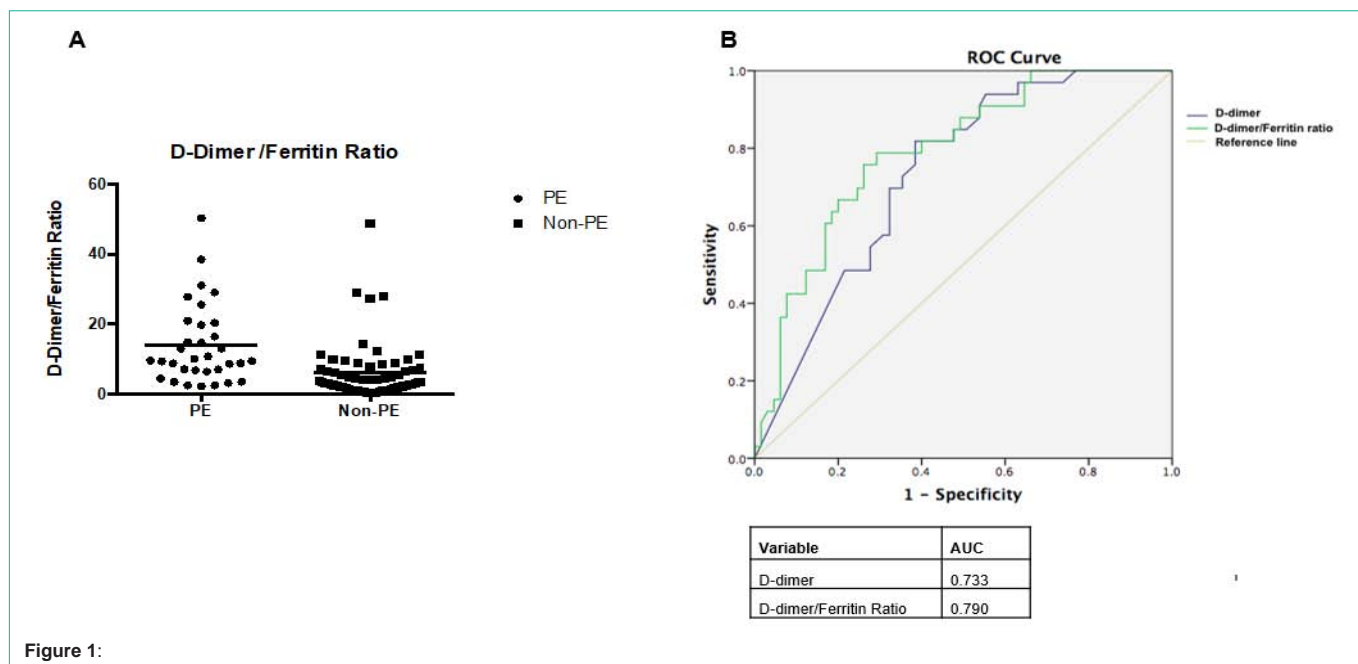 A
D-Dimer/Ferritin Ratio
D-Dimer/Ferritin Ratio
60
40
20
0
PE
Non-PE
PE
Non-PE
B
ROC Curve
Sensitivity
1.0
0.8
0.6
0.4
0.2
0.0
0.0 0.2 0.4 0.6 0.8 1.0
1 - Specificity
D-dimer
D-dimer/Ferritin ratio
Reference line
Variable AUC
D-dimer 0.733
D-dimer/Ferritin Ratio 0.790
Figure 1: